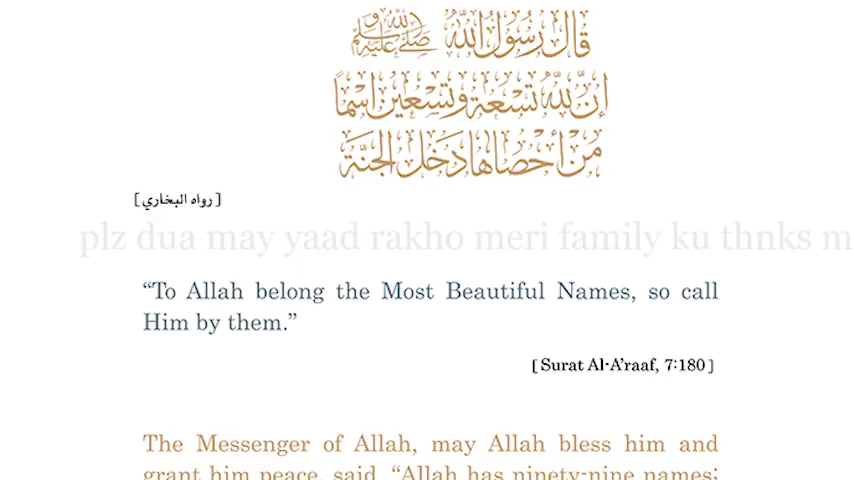 قال رسول الله صلى الله عليه وسلم
إن لله تسعة وتسعين اسماً
من أحصاها دخل الجنة
[رواه البخاري]
plz dua may yaad rakho meri family ku thnks m
“To Allah belong the Most Beautiful Names, so call
Him by them.”
[Surat Al-A’raaf, 7:180]
The Messenger of Allah, may Allah bless him and
grant him peace, said, “Allah has ninety-nine names;